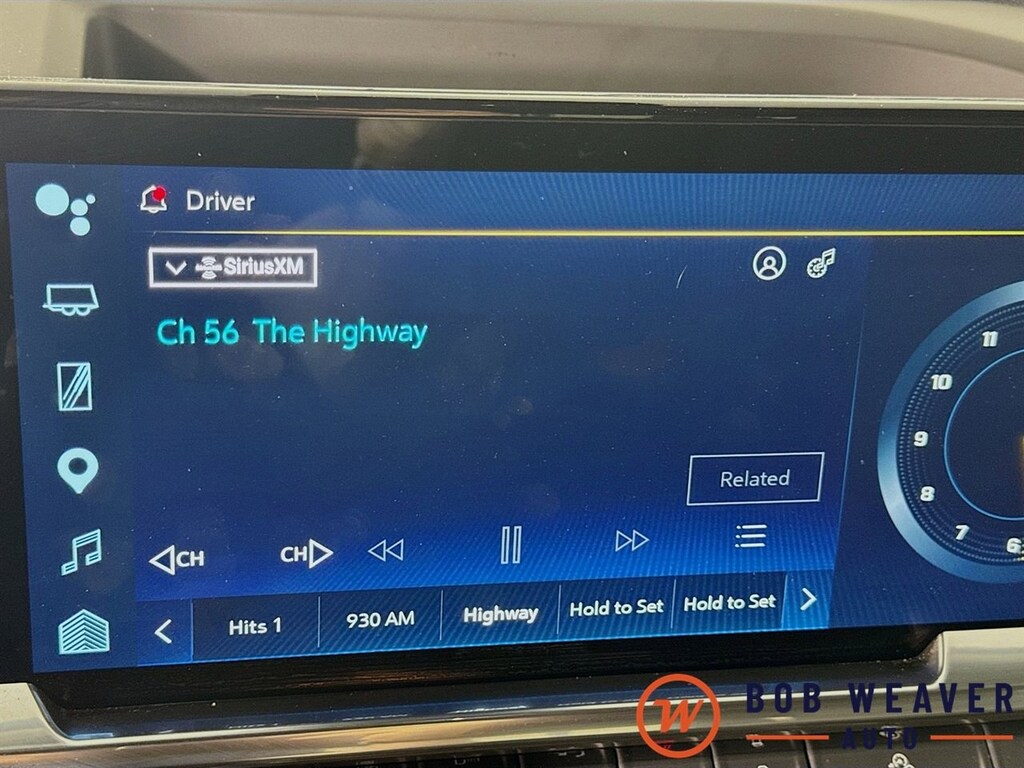 Driver
SiriusXM
Ch 56 The Highway
11
10
9
8
7
6
Related
CH
CH
Hits 1
930 AM
Highway
Hold to Set
Hold to Set
W
BOB WEAVER
AUTO